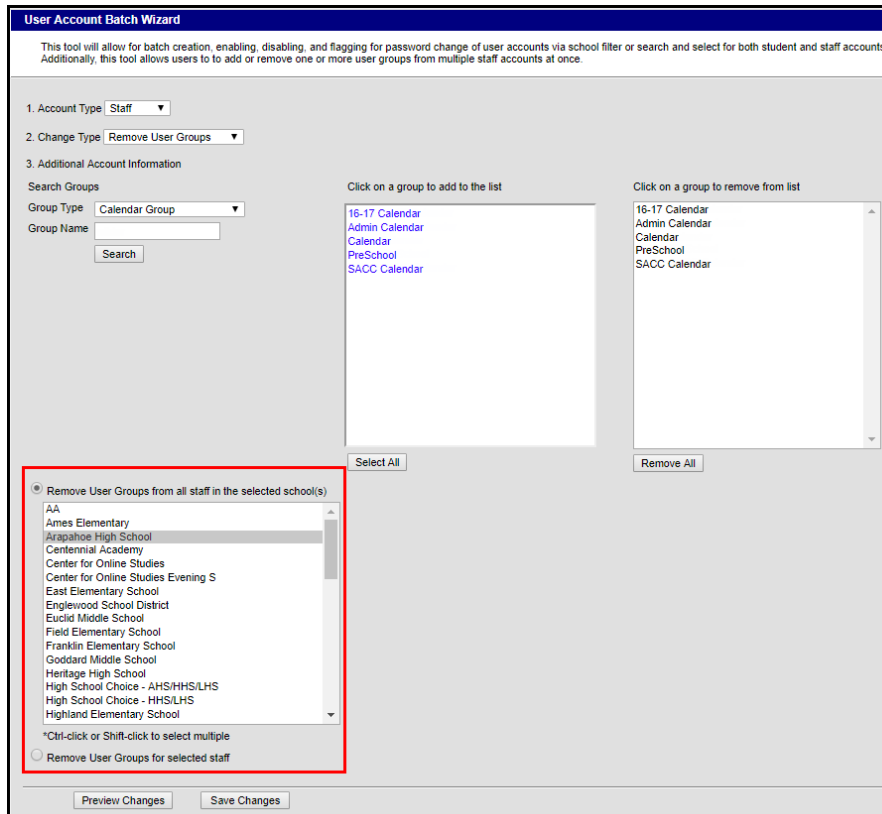 User Account Batch Wizard
This tool will allow for batch creation, enabling, disabling, and flagging for password change of user accounts via school filter or search and select for both student and staff accounts
Additionally, this tool allows users to to add or remove one or more user groups from multiple staff accounts at once.
1. Account Type Staff
2. Change Type Remove User Groups
3. Additional Account Information
Search Groups
Group Type Calendar Group
Group Name
Search
Click on a group to add to the list
16-17 Calendar
Admin Calendar
Calendar
PreSchool
SACC Calendar
Select All
Click on a group to remove from list
16-17 Calendar
Admin Calendar
Calendar
PreSchool
SACC Calendar
Remove All
Remove User Groups from all staff in the selected school(s)
AA
Ames Elementary
Arapahoe High School
Centennial Academy
Center for Online Studies
Center for Online Studies Evening S
East Elementary School
Englewood School District
Euclid Middle School
Field Elementary School
Franklin Elementary School
Goddard Middle School
Heritage High School
High School Choice - AHS/HHS/LHS
High School Choice - HHS/LHS
Highland Elementary School
*Ctrl-click or Shift-click to select multiple
Remove User Groups for selected staff
Preview Changes
Save Changes